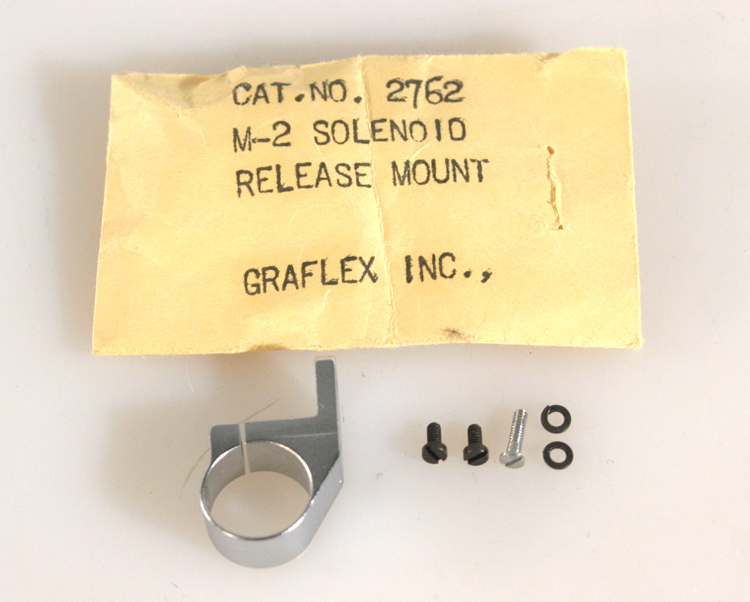 CAT.NO. 2762
M-2 SOLENOID
RELEASE MOUNT
GRAFLEX INC.,